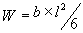 W = b × l²/6